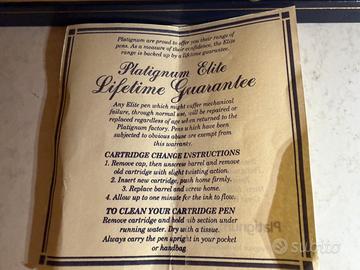 Platignum are proud to offer you their range of
pens. As a measure of their confidence, the Elite
range is backed up by a lifetime guarantee.
Platignum Elite
Lifetime Guarantee
Any Elite pen which might suffer mechanical
failure, through normal use, will be repaired or
replaced regardless of age when returned to the
Platignum factory. Pens which have been
subjected to obvious abuse are exempt from
this warranty.
CARTRIDGE CHANGE INSTRUCTIONS
1. Remove cap, then unscrew barrel and remove
old cartridge with slight twisting action.
2. Insert new cartridge, push home firmly.
3. Replace barrel and screw home.
4. Allow up to one minute for the ink to flow.
TO CLEAN YOUR CARTRIDGE PEN
Remove cartridge and hold nib section under
running water. Dry with a tissue.
Always carry the pen upright in your pocket
or handbag.
subito